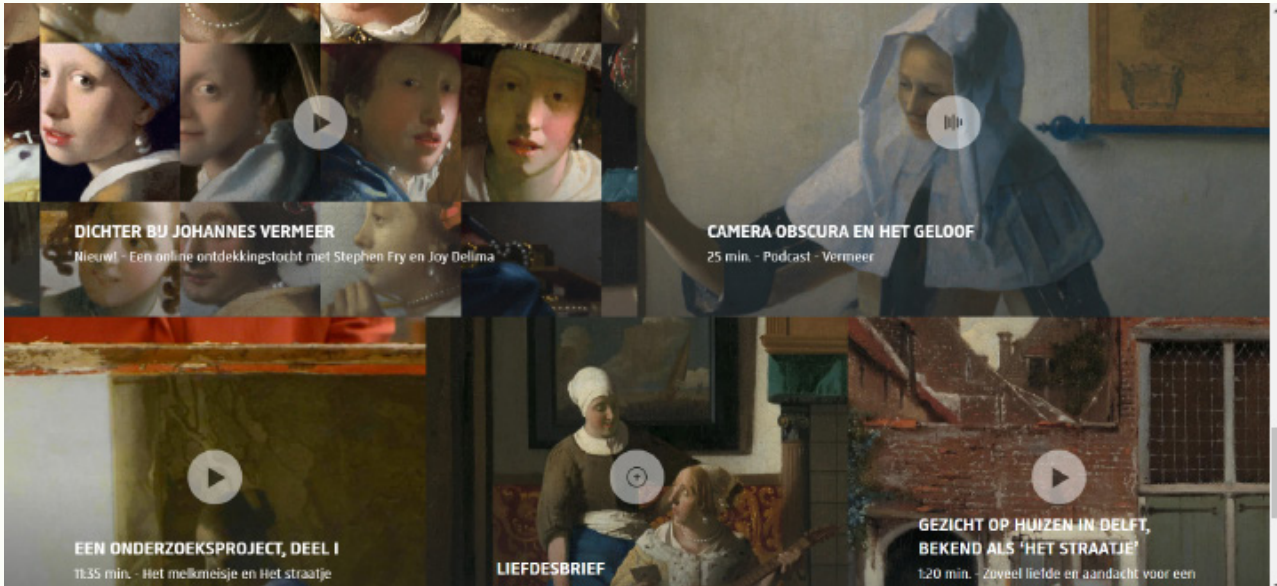 DICHTER BIJ JOHANNES VERMEER
Nieuw! - Een online ontdekkingstocht met Stephen Fry en Joy Delima
CAMERA OBSCURA EN HET GELOOF
25 min. - Podcast - Vermeer
EEN ONDERZOEKSPROJECT, DEEL I
11:35 min. - Het melkmeisje en Het straatje
LIEFDESBRIEF
GEZICHT OP HUIZEN IN DELFT,
BEKEND ALS ‘HET STRAATJE’
1:20 min. - Zoveel liefde en aandacht voor een